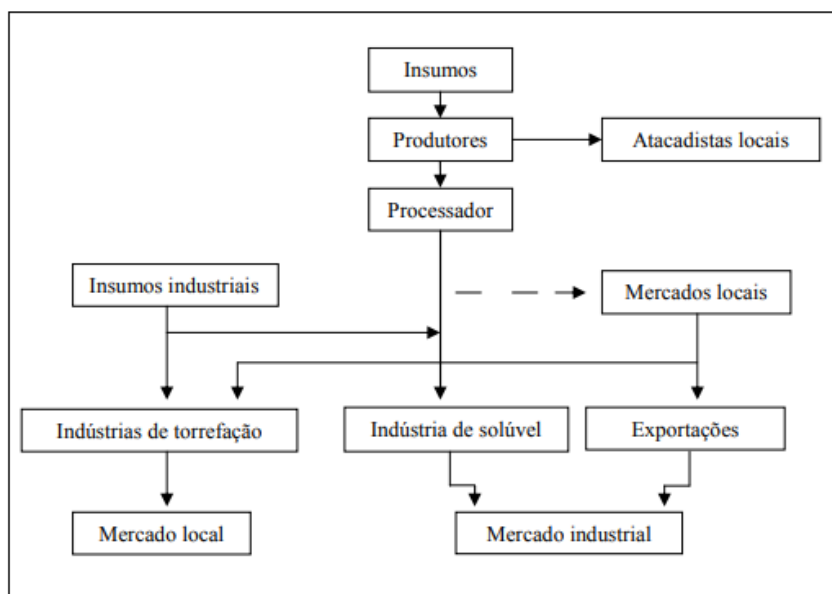 Insumos
Produtores
Atacadistas locais
Processador
Insumos industriais
Mercados locais
Indústrias de torrefação
Indústria de solúvel
Exportações
Mercado local
Mercado industrial